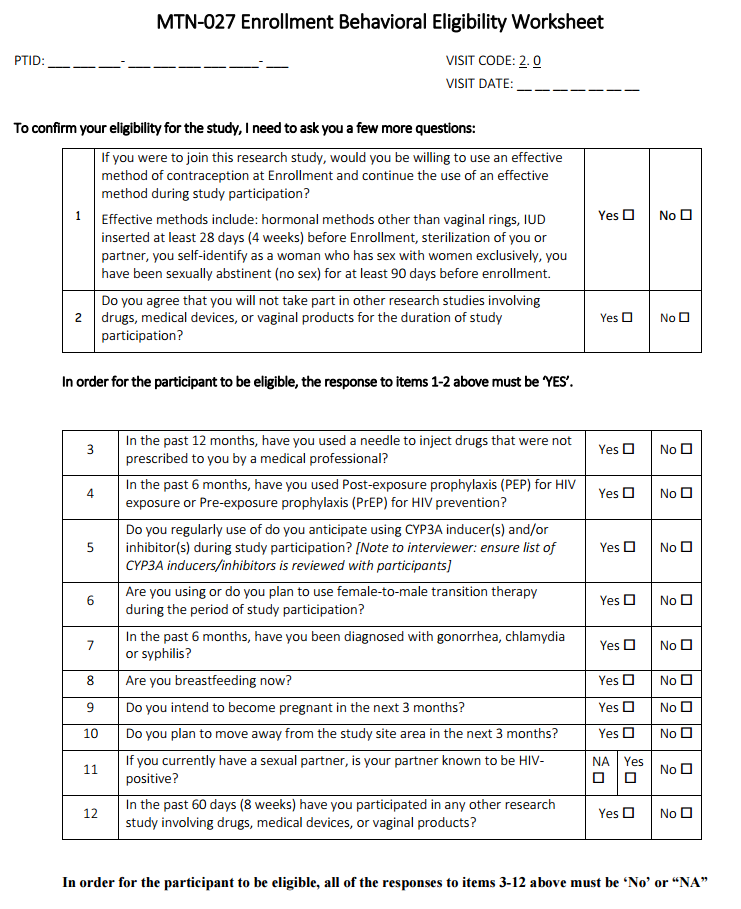 MTN-027 Enrollment Behavioral Eligibility Worksheet
PTID: ___ ___ ___- ___ ___ ___ ___ ____- ___ VISIT CODE: 2. 0
VISIT DATE: __ __ __ __ __ __ __
To confirm your eligibility for the study, I need to ask you a few more questions:
If you were to join this research study, would you be willing to use an effective
method of contraception at Enrollment and continue the use of an effective
method during study participation?
1 Yes ☐ No ☐
Effective methods include: hormonal methods other than vaginal rings, IUD
inserted at least 28 days (4 weeks) before Enrollment, sterilization of you or
partner, you self-identify as a woman who has sex with women exclusively, you
have been sexually abstinent (no sex) for at least 90 days before enrollment.
Do you agree that you will not take part in other research studies involving
2 drugs, medical devices, or vaginal products for the duration of study Yes ☐ No ☐
participation?
In order for the participant to be eligible, the response to items 1-2 above must be ‘YES’.
3 In the past 12 months, have you used a needle to inject drugs that were not Yes ☐ No ☐
prescribed to you by a medical professional?
4 In the past 6 months, have you used Post-exposure prophylaxis (PEP) for HIV Yes ☐ No ☐
exposure or Pre-exposure prophylaxis (PrEP) for HIV prevention?
Do you regularly use of do you anticipate using CYP3A inducer(s) and/or
5 inhibitor(s) during study participation? [Note to interviewer: ensure list of Yes ☐ No ☐
CYP3A inducers/inhibitors is reviewed with participants]
6 Are you using or do you plan to use female-to-male transition therapy Yes ☐ No ☐
during the period of study participation?
7 In the past 6 months, have you been diagnosed with gonorrhea, chlamydia Yes ☐ No ☐
or syphilis?
8 Are you breastfeeding now? Yes ☐ No ☐
9 Do you intend to become pregnant in the next 3 months? Yes ☐ No ☐
10 Do you plan to move away from the study site area in the next 3 months? Yes ☐ No ☐
11 If you currently have a sexual partner, is your partner known to be HIV- NA ☐ Yes ☐ No ☐
positive?
12 In the past 60 days (8 weeks) have you participated in any other research Yes ☐ No ☐
study involving drugs, medical devices, or vaginal products?
In order for the participant to be eligible, all of the responses to items 3-12 above must be ‘No’ or “NA”